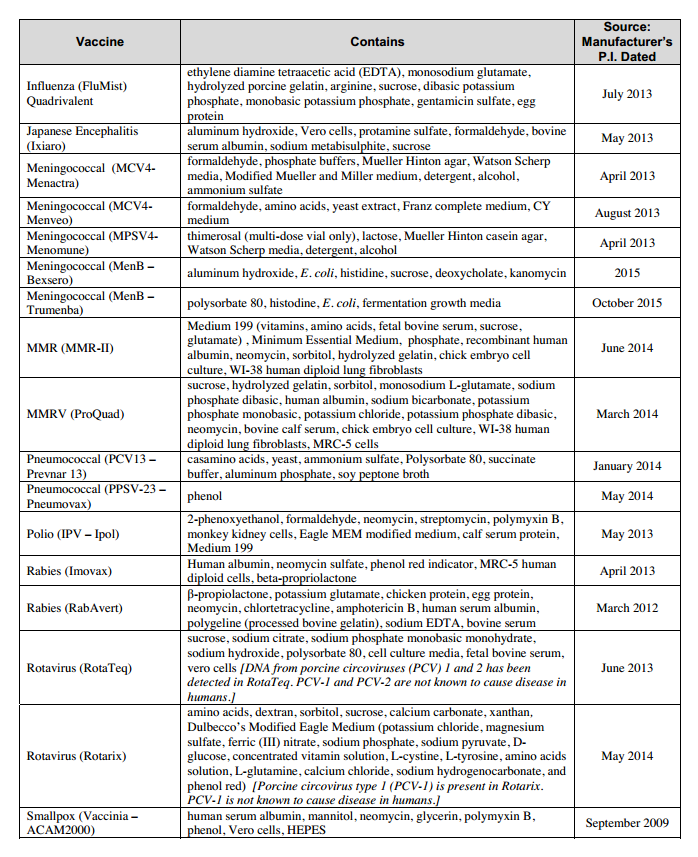 Vaccine
Contains
Source:
Manufacturer's
P.I. Dated
Influenza (FluMist)
Quadrivalent
ethylene diamine tetraacetic acid (EDTA), monosodium glutamate,
hydrolyzed porcine gelatin, arginine, sucrose, dibasic potassium
phosphate, monobasic potassium phosphate, gentamicin sulfate, egg
protein
July 2013
Japanese Encephalitis
(Ixiaro)
aluminum hydroxide, Vero cells, protamine sulfate, formaldehyde, bovine
serum albumin, sodium metabisulphite, sucrose
May 2013
Meningococcal (MCV4-
Menactra)
formaldehyde, phosphate buffers, Mueller Hinton agar, Watson Scherp
media, Modified Mueller and Miller medium, detergent, alcohol,
ammonium sulfate
April 2013
Meningococcal (MCV4-
Menveo)
formaldehyde, amino acids, yeast extract, Franz complete medium, CY
medium
August 2013
Meningococcal (MPSV4-
Menomune)
thimerosal (multi-dose vial only), lactose, Mueller Hinton casein agar,
Watson Scherp media, detergent, alcohol
April 2013
Meningococcal (MenB –
Bexsero)
aluminum hydroxide, E. coli, histidine, sucrose, deoxycholate, kanomycin
2015
Meningococcal (MenB –
Trumenba)
polysorbate 80, histodine, E. coli, fermentation growth media
October 2015
MMR (MMR-II)
Medium 199 (vitamins, amino acids, fetal bovine serum, sucrose,
glutamate) , Minimum Essential Medium, phosphate, recombinant human
albumin, neomycin, sorbitol, hydrolyzed gelatin, chick embryo cell
culture, WI-38 human diploid lung fibroblasts
June 2014
MMRV (ProQuad)
sucrose, hydrolyzed gelatin, sorbitol, monosodium L-glutamate, sodium
phosphate dibasic, human albumin, sodium bicarbonate, potassium
phosphate monobasic, potassium chloride, potassium phosphate dibasic,
neomycin, bovine calf serum, chick embryo cell culture, WI-38 human
diploid lung fibroblasts, MRC-5 cells
March 2014
Pneumococcal (PCV13 –
Prevnar 13)
casamino acids, yeast, ammonium sulfate, Polysorbate 80, succinate
buffer, aluminum phosphate, soy peptone broth
January 2014
Pneumococcal (PPSV-23 –
Pneumovax)
phenol
May 2014
Polio (IPV – Ipol)
2-phenoxyethanol, formaldehyde, neomycin, streptomycin, polymyxin B,
monkey kidney cells, Eagle MEM modified medium, calf serum protein,
Medium 199
May 2013
Rabies (Imovax)
Human albumin, neomycin sulfate, phenol red indicator, MRC-5 human
diploid cells, beta-propriolactone
April 2013
Rabies (RabAvert)
β-propiolactone, potassium glutamate, chicken protein, egg protein,
neomycin, chlortetracycline, amphotericin B, human serum albumin,
polygeline (processed bovine gelatin), sodium EDTA, bovine serum
March 2012
Rotavirus (RotaTeq)
sucrose, sodium citrate, sodium phosphate monobasic monohydrate,
sodium hydroxide, polysorbate 80, cell culture media, fetal bovine serum,
vero cells [DNA from porcine circoviruses (PCV) 1 and 2 has been
detected in RotaTeq. PCV-1 and PCV-2 are not known to cause disease in
humans.]
June 2013
Rotavirus (Rotarix)
amino acids, dextran, sorbitol, sucrose, calcium carbonate, xanthan,
Dulbecco's Modified Eagle Medium (potassium chloride, magnesium
sulfate, ferric (III) nitrate, sodium phosphate, sodium pyruvate, D-
glucose, concentrated vitamin solution, L-cystine, L-tyrosine, amino acids
solution, L-glutamine, calcium chloride, sodium hydrogenocarbonate, and
phenol red) [Porcine circovirus type 1 (PCV-1) is present in Rotarix.
PCV-1 is not known to cause disease in humans.]
May 2014
Smallpox (Vaccinia –
ACAM2000)
human serum albumin, mannitol, neomycin, glycerin, polymyxin B,
phenol, Vero cells, HEPES
September 2009